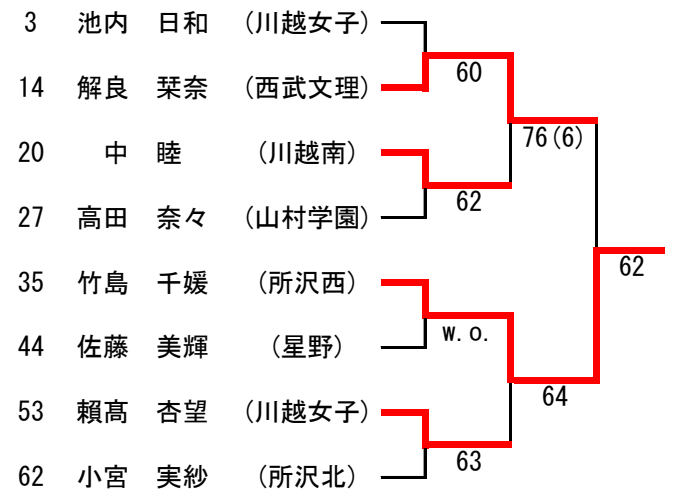 3 池内 日和 (川越女子)
60
14 解良 栞奈 (西武文理)
76(6)
20 中 睦 (川越南)
62
27 高田 奈々 (山村学園)
62
35 竹島 千媛 (所沢西)
w.o.
44 佐藤 美輝 (星野)
64
53 賴髙 杏望 (川越女子)
63
62 小宮 実紗 (所沢北)